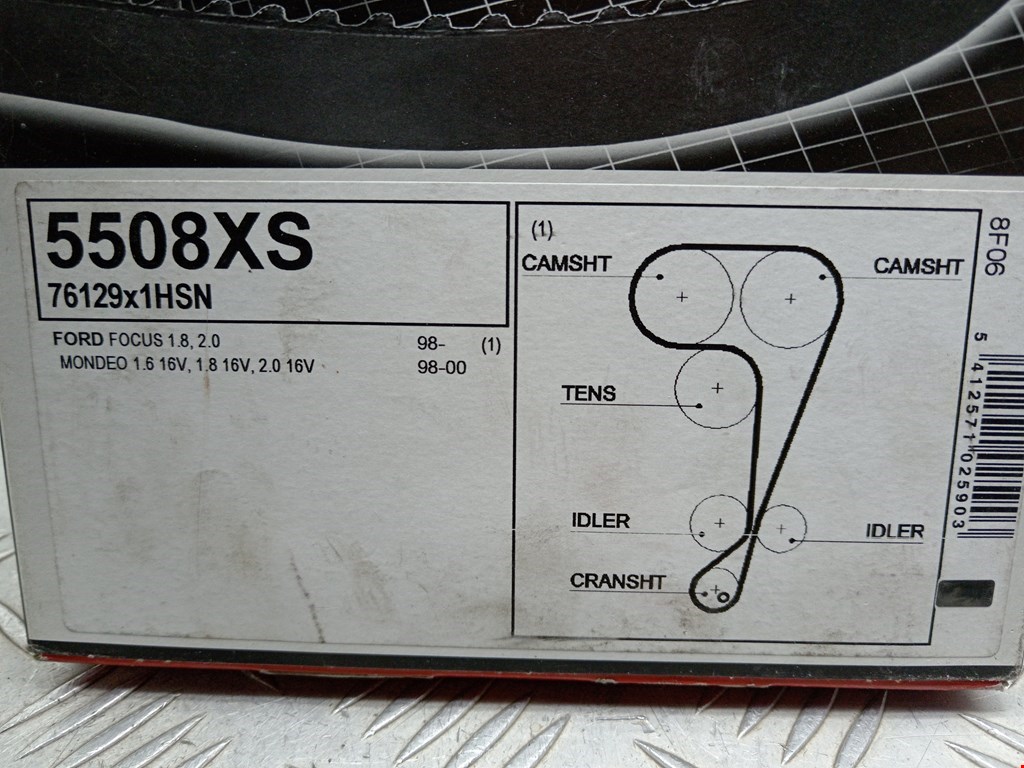 5508XS
76129x1HSN
FORD FOCUS 1.8, 2.0 98- (1)
MONDEO 1.6 16V, 1.8 16V, 2.0 16V 98-00
(1)
CAMSHT
CAMSHT
TENS
IDLER
IDLER
CRANSHT
8F06
5 412571 025903